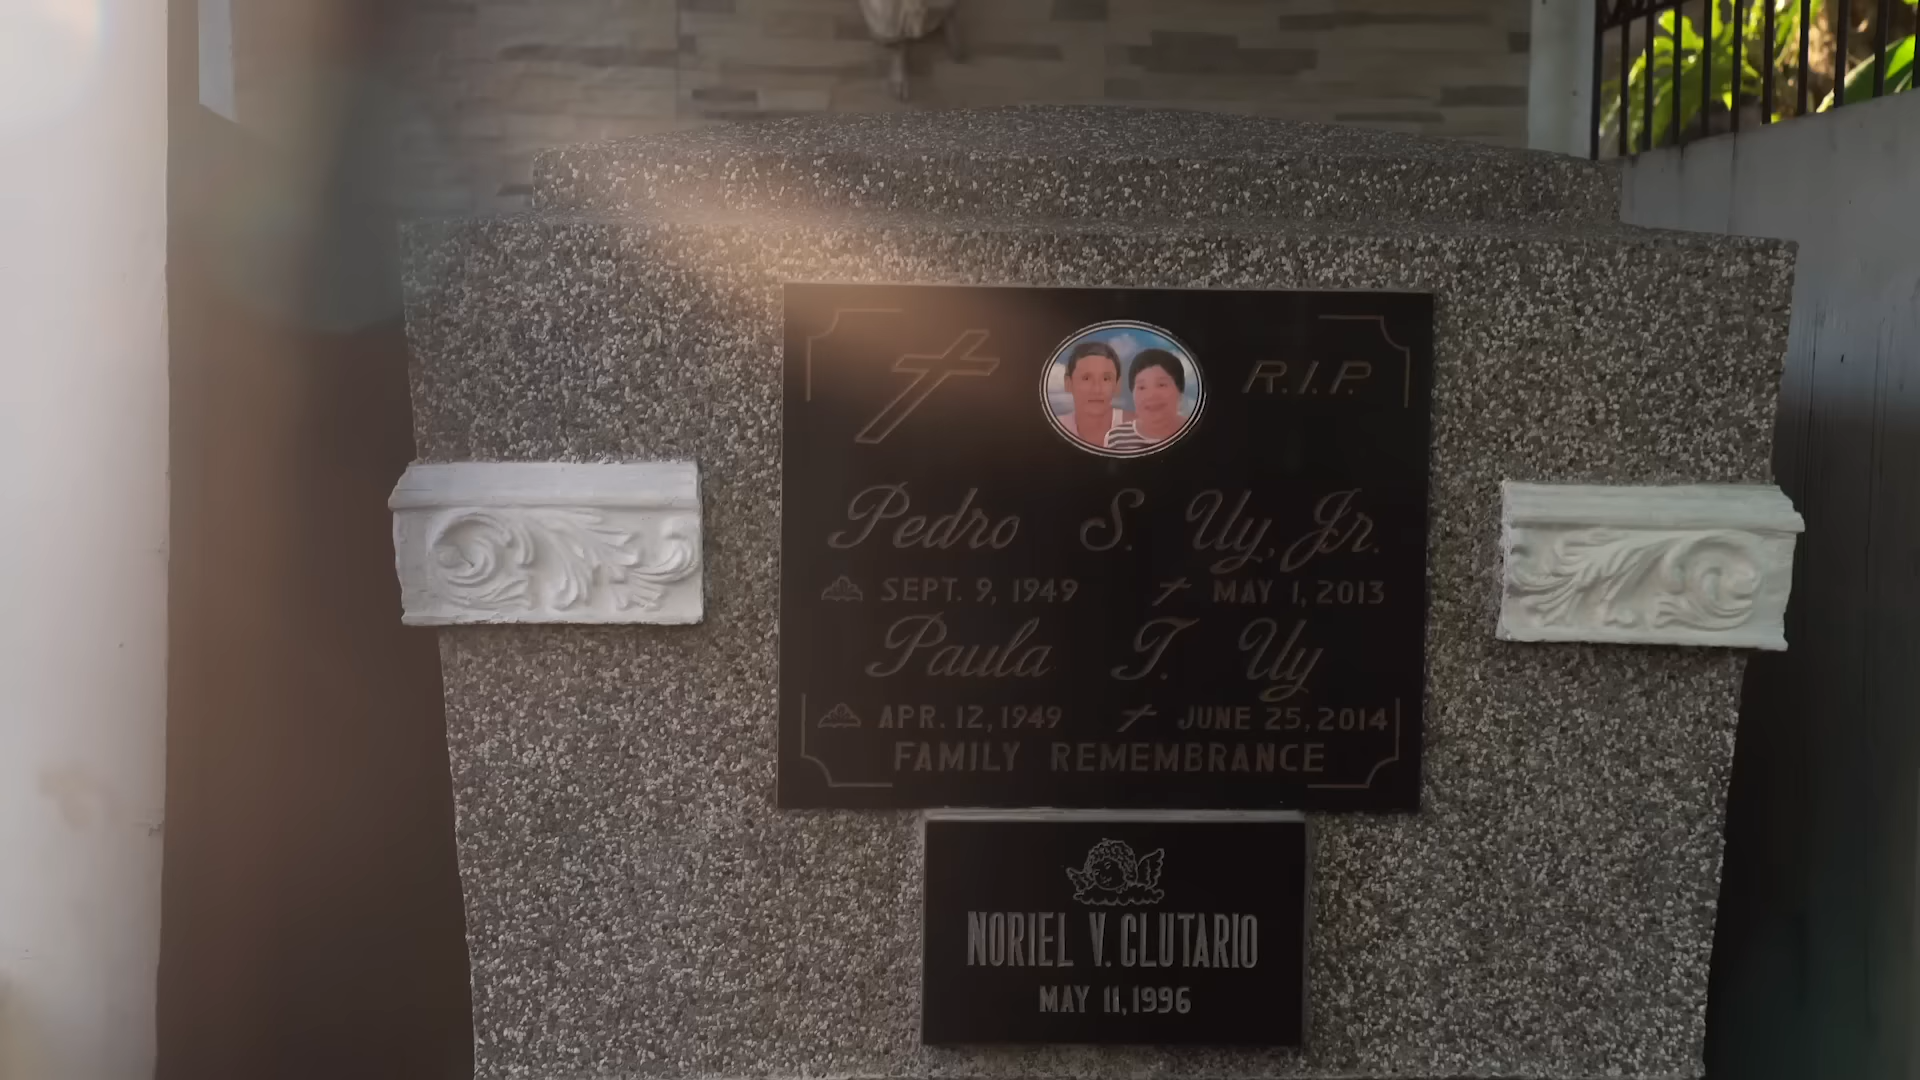 R.I.P.
Pedro S. Uy, Jr.
SEPT. 9, 1949 MAY 1, 2013
Paula T. Uy
APR. 12, 1949 JUNE 25, 2014
FAMILY REMEMBRANCE
NORIEL V. CLUTARIO
MAY 11, 1996